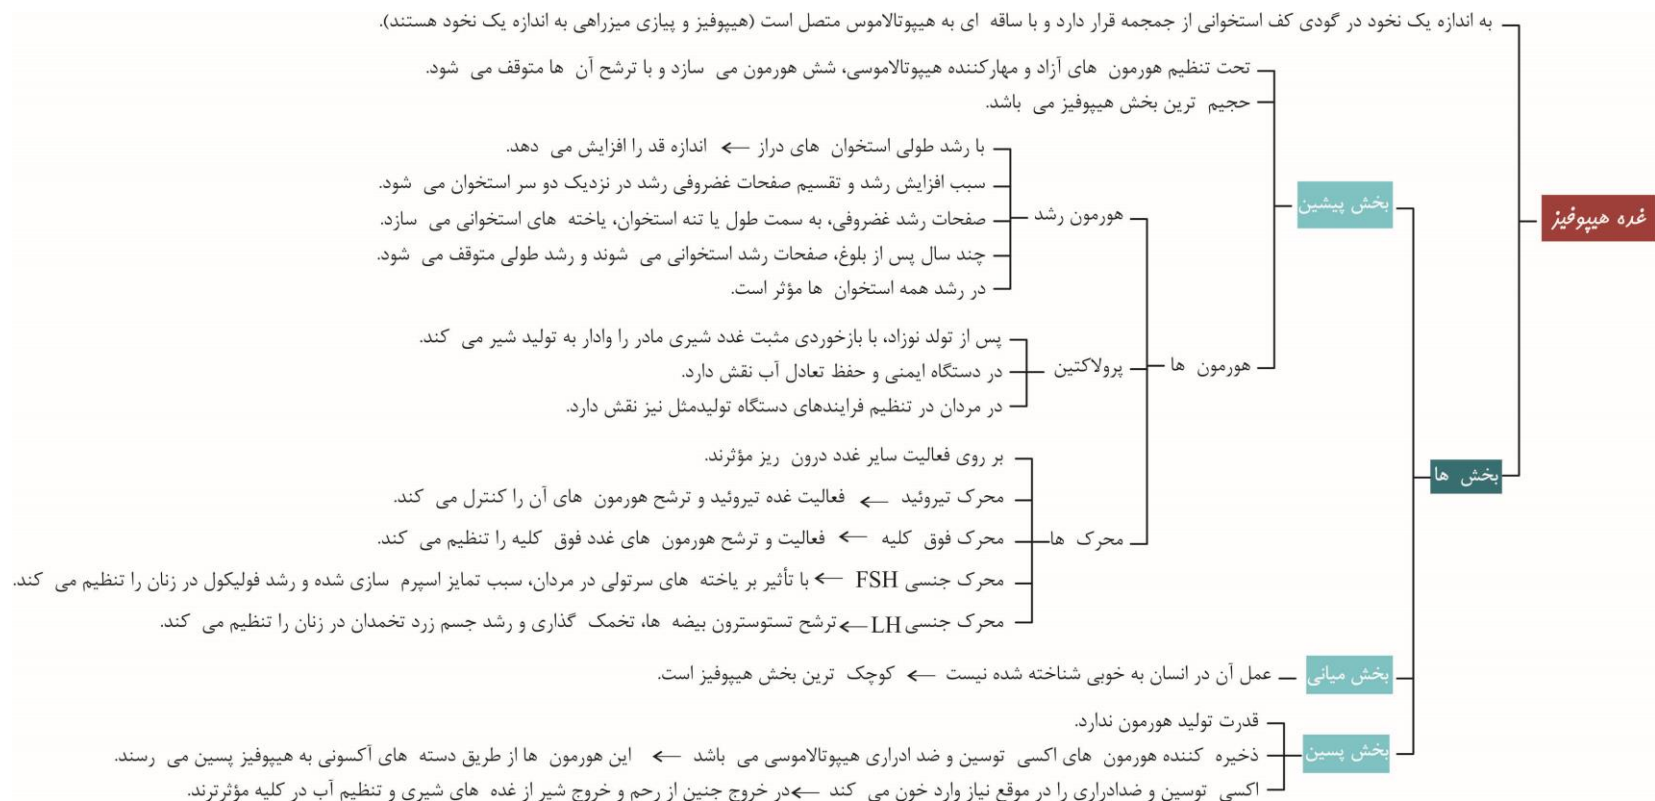 به اندازه یک نخود در گودی کف استخوانی از جمجمه قرار دارد و با ساقه ای به هیپوتالاموس متصل است (هیپوفیز و پیازی میزراهی به اندازه یک نخود هستند).
تحت تنظیم هورمون های آزاد و مهارکننده هیپوتالاموسی، شش هورمون می سازد و با ترشح آن ها متوقف می شود.
حجیم ترین بخش هیپوفیز می باشد.
با رشد طولی استخوان های دراز ← اندازه قد را افزایش می دهد.
سبب افزایش رشد و تقسیم صفحات غضروفی رشد در نزدیک دو سر استخوان می شود.
بخش پیشین
غده هیپوفیز
هورمون رشد
صفحات رشد غضروفی، به سمت طول یا تنه استخوان، یاخته های استخوانی می سازد.
چند سال پس از بلوغ، صفحات رشد استخوانی می شوند و رشد طولی متوقف می شود.
در رشد همه استخوان ها مؤثر است.
پس از تولد نوزاد، با بازخوردی مثبت غدد شیری مادر را وادار به تولید شیر می کند.
هورمون ها
پرولاکتین
در دستگاه ایمنی و حفظ تعادل آب نقش دارد.
در مردان در تنظیم فرایندهای دستگاه تولیدمثل نیز نقش دارد.
بر روی فعالیت سایر غدد درون ریز مؤثرند.
بخش ها
محرک تیروئید ← فعالیت غده تیروئید و ترشح هورمون های آن را کنترل می کند.
محرک ها
محرک فوق کلیه ← فعالیت و ترشح هورمون های غدد فوق کلیه را تنظیم می کند.
محرک جنسی FSH ← با تأثیر بر یاخته های سرتولی در مردان، سبب تمایز اسپرم سازی شده و رشد فولیکول در زنان را تنظیم می کند.
محرک جنسی LH ← ترشح تستوسترون بیضه ها، تخمک گذاری و رشد جسم زرد تخمدان در زنان را تنظیم می کند.
بخش میانی
عمل آن در انسان به خوبی شناخته شده نیست ← کوچک ترین بخش هیپوفیز است.
قدرت تولید هورمون ندارد.
بخش پسین
ذخیره کننده هورمون های اکسی توسین و ضد ادراری هیپوتالاموسی می باشد ← این هورمون ها از طریق دسته های آکسونی به هیپوفیز پسین می رسند.
اکسی توسین و ضدادراری را در موقع نیاز وارد خون می کند ← در خروج جنین از رحم و خروج شیر از غده های شیری و تنظیم آب در کلیه مؤثرترند.